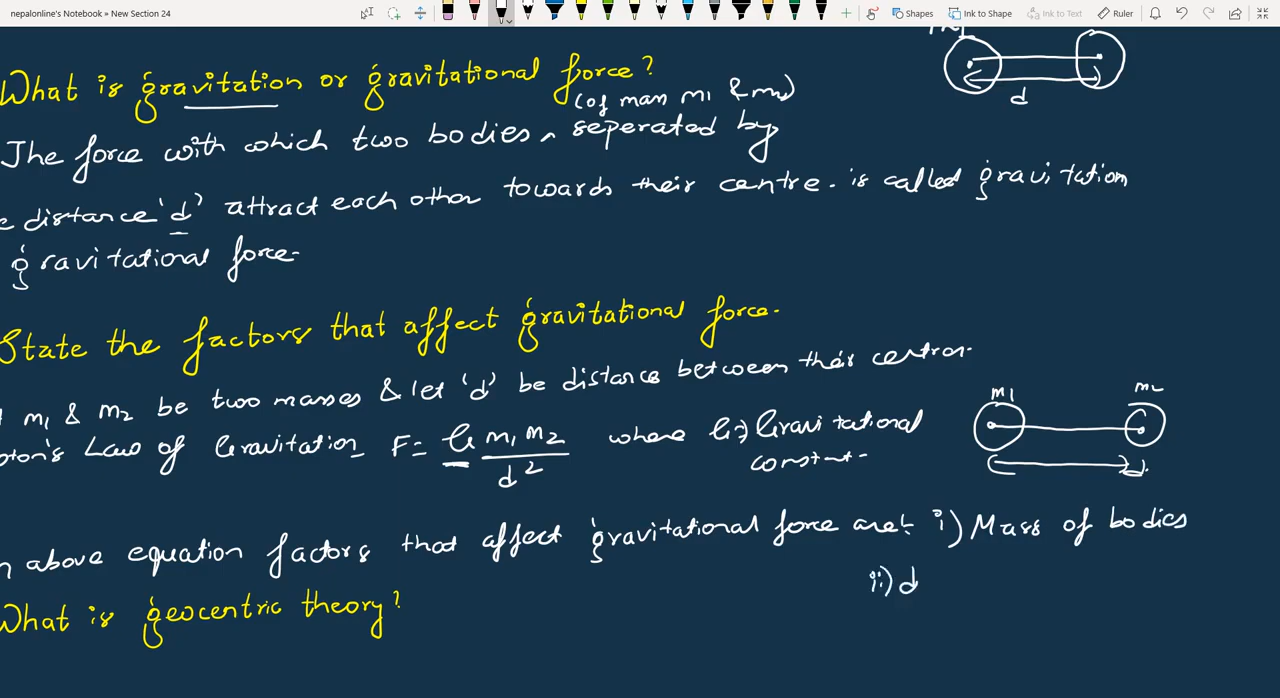 nepalonline's Notebook » New Section 24
Shapes Ink to Shape Ink to Text Ruler
What is gravitation or gravitational force?
(of mass m1 & m2)
The force with which two bodies ^ seperated by
distance 'd' attract each other towards their centre. is called gravitation
gravitational force.
d
State the factors that affect gravitational force.
m1 & m2 be two masses & let 'd' be distance between their centres.
Law of Gravitation F = G m1 m2 / d² where G => Gravitational
constant.
m1 m2
d
above equation factors that affect gravitational force are:- i) Mass of bodies
ii) d
What is geocentric theory?